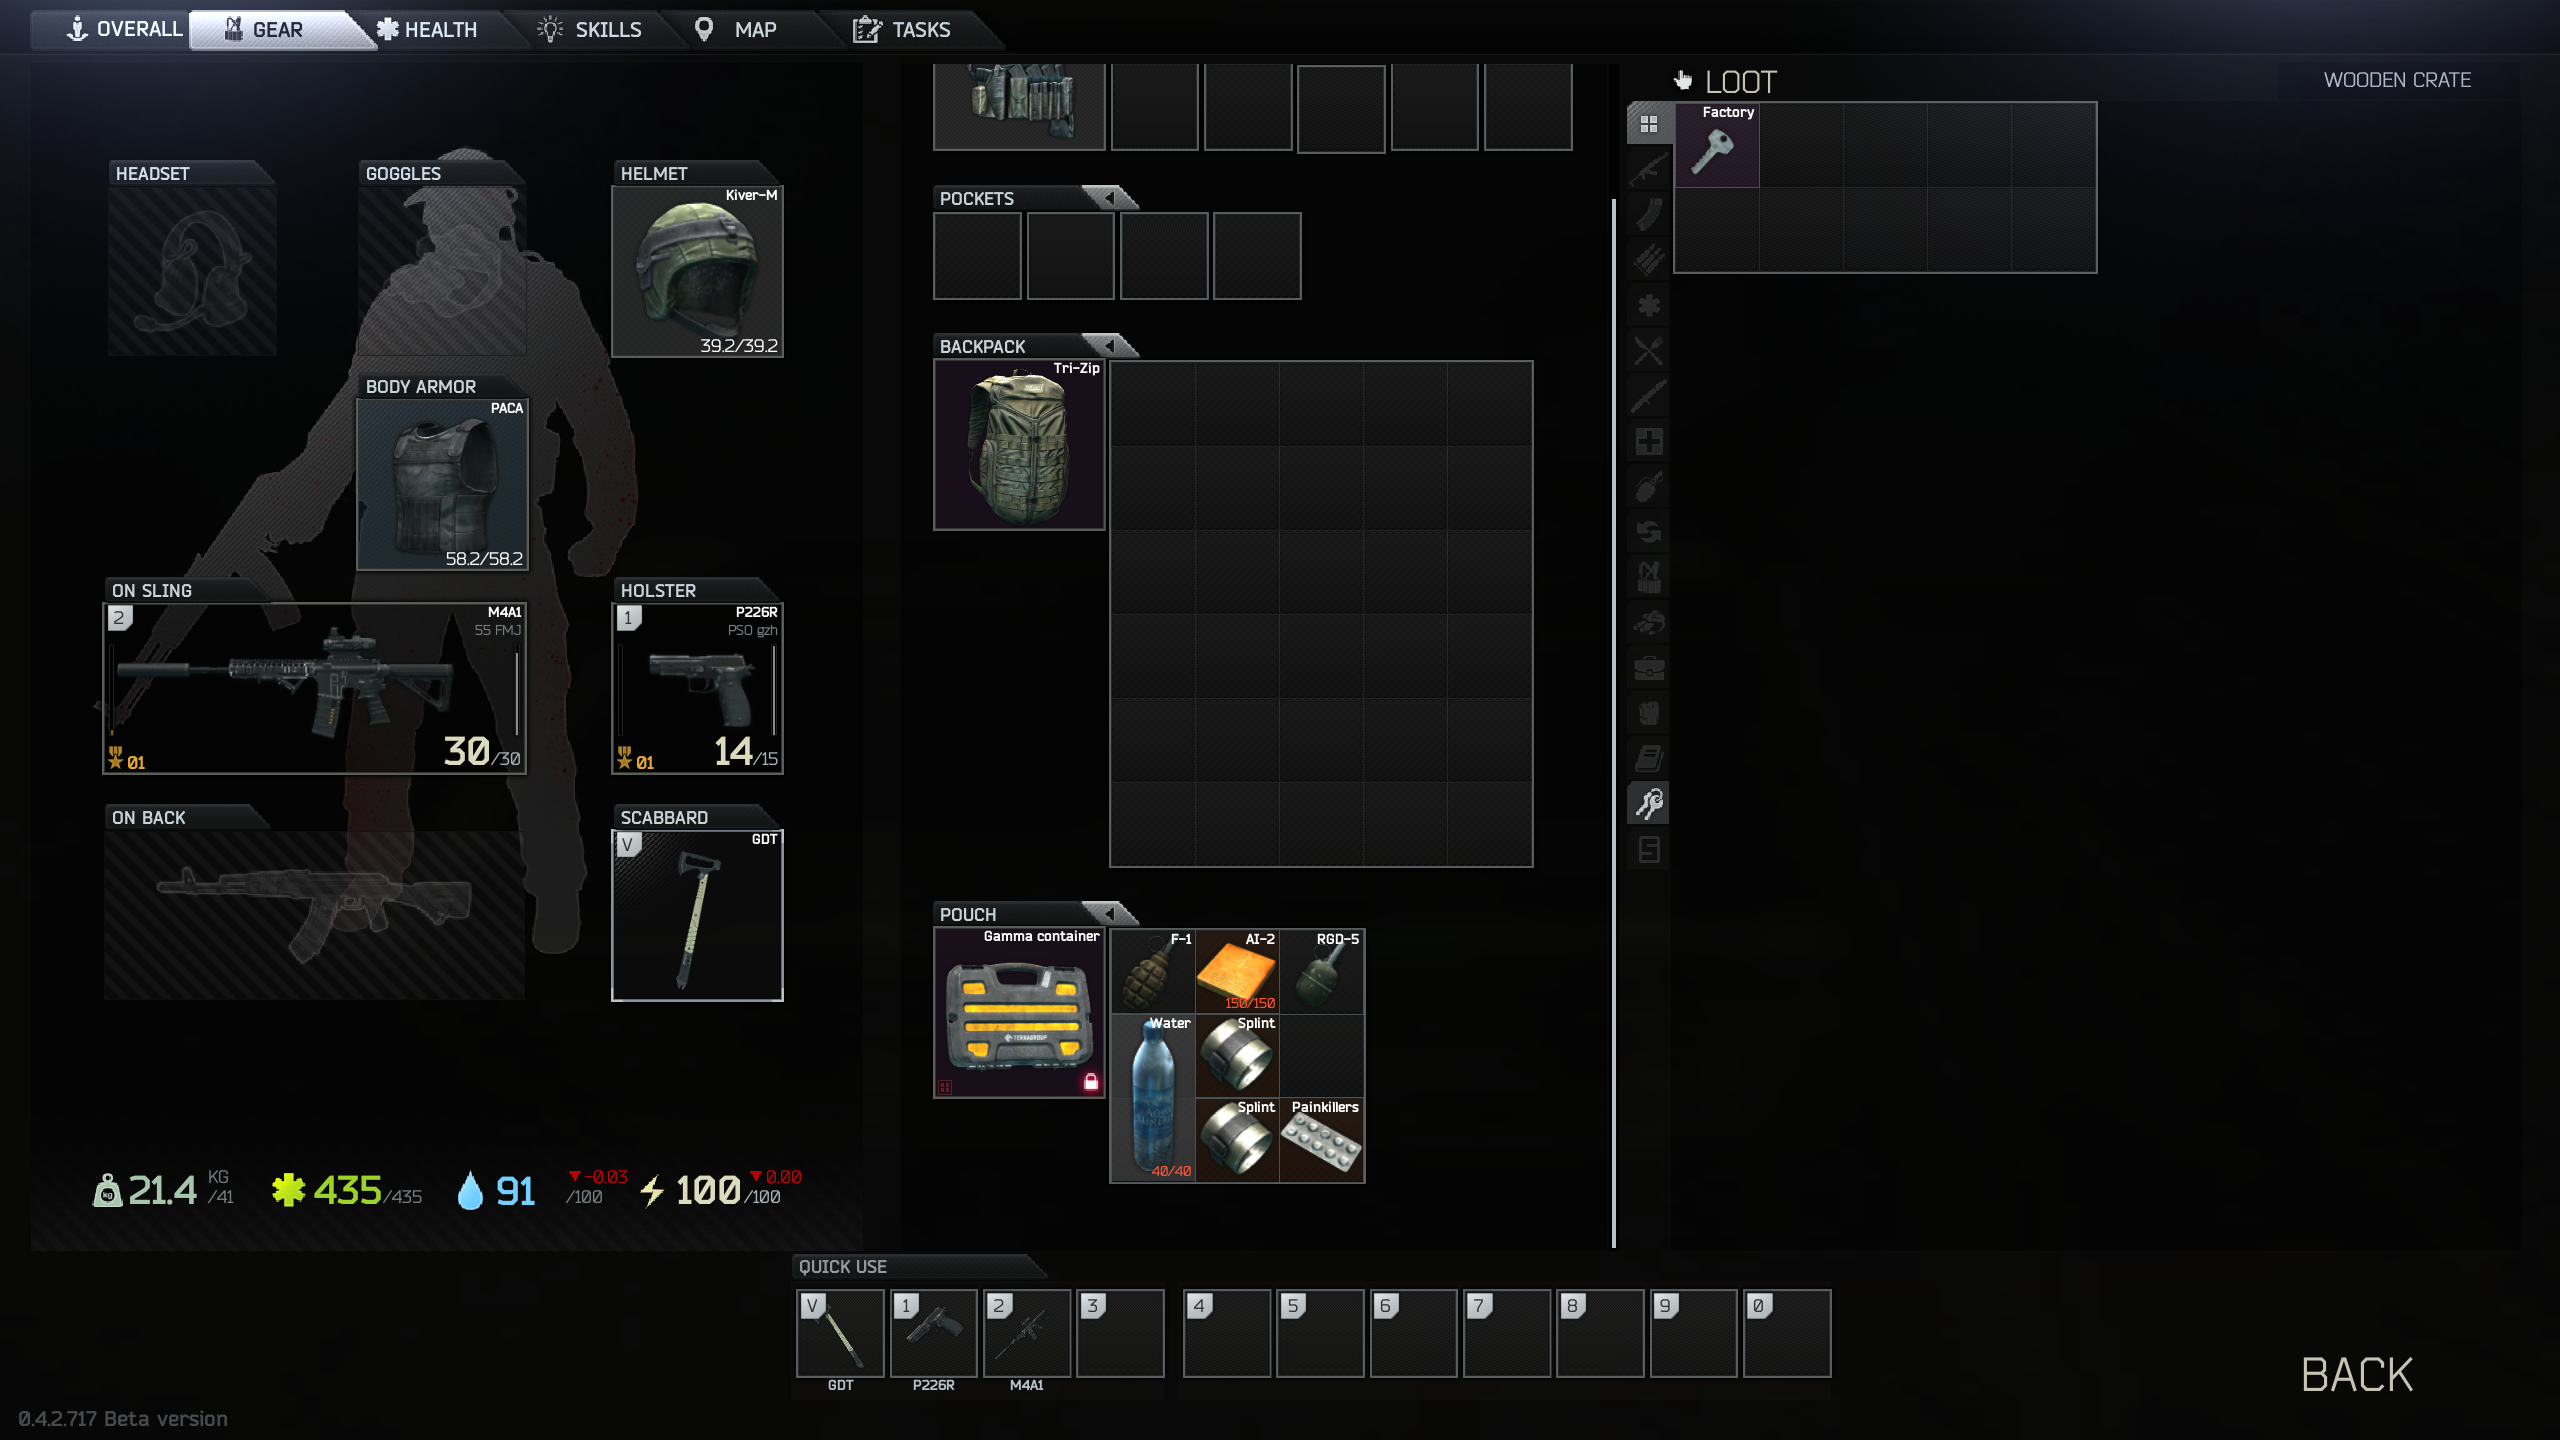 OVERALL
GEAR
HEALTH
SKILLS
MAP
TASKS
HEADSET
GOGGLES
HELMET
Kiver-M
39.2/39.2
BODY ARMOR
PACA
58.2/58.2
ON SLING
2
M4A1
55 FMJ
01
30/30
HOLSTER
1
P226R
PSO gzh
01
14/15
ON BACK
SCABBARD
V
GDT
21.4 KG /41
435/435
91 -0.03 /100
100 0.00 /100
POCKETS
BACKPACK
Tri-Zip
POUCH
Gamma container
TERRAGROUP
F-1
AI-2
150/150
RGD-5
Water
40/40
Splint
Splint
Painkillers
LOOT
WOODEN CRATE
Factory
QUICK USE
V
1
2
3
4
5
6
7
8
9
0
GDT
P226R
M4A1
BACK
0.4.2.717 Beta version